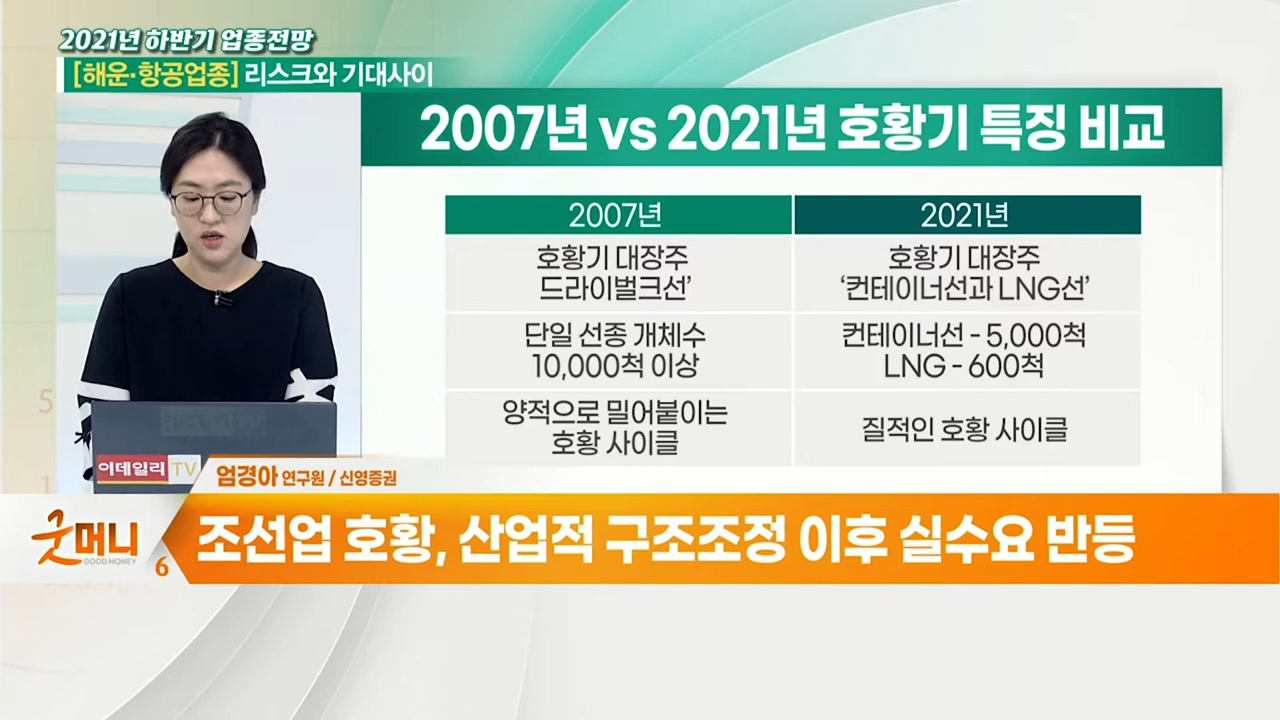 2021년 하반기 업종전망
[해운·항공업종] 리스크와 기대사이
2007년 vs 2021년 호황기 특징 비교
2007년
2021년
호황기 대장주
드라이벌크선’
호황기 대장주
‘컨테이너선과 LNG선’
단일 선종 개체수
10,000척 이상
컨테이너선 - 5,000척
LNG - 600척
양적으로 밀어붙이는
호황 사이클
질적인 호황 사이클
5
1
이데일리 TV
엄경아 연구원 / 신영증권
굿머니
GOOD MONEY
6
조선업 호황, 산업적 구조조정 이후 실수요 반등